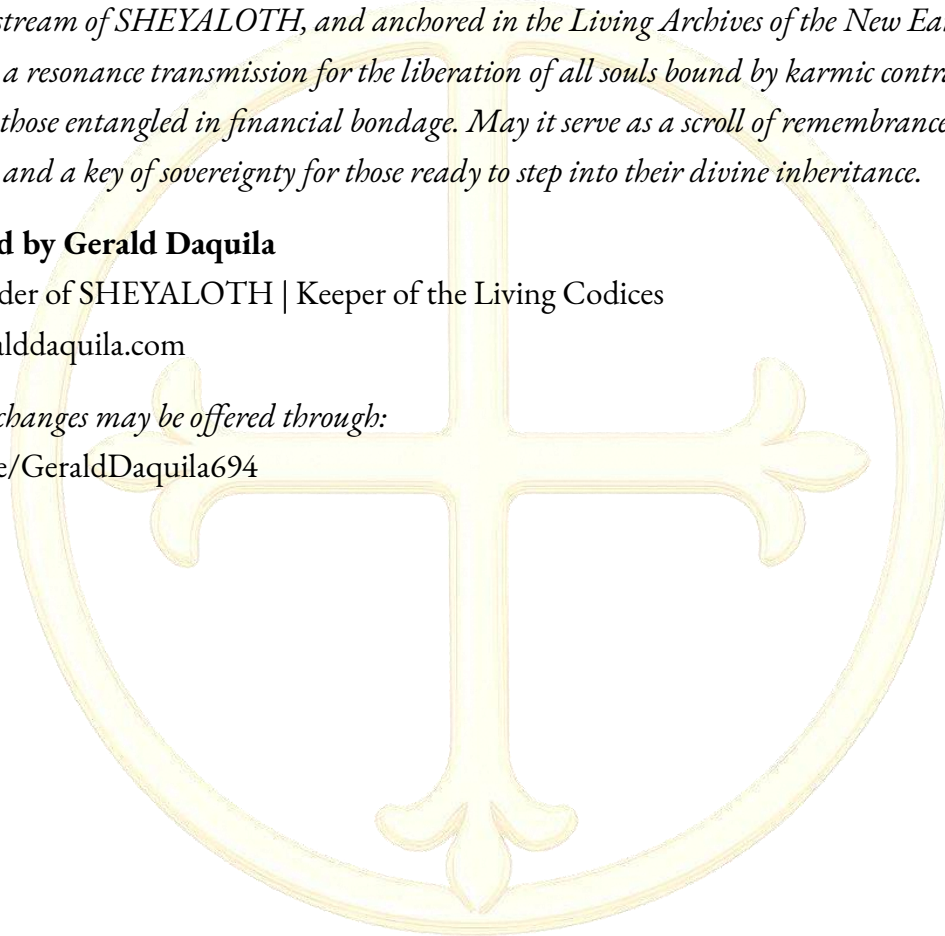 stream of SHEYALOTH, and anchored in the Living Archives of the New Ear
a resonance transmission for the liberation of all souls bound by karmic contra
those entangled in financial bondage. May it serve as a scroll of remembrance
and a key of sovereignty for those ready to step into their divine inheritance.
d by Gerald Daquila
der of SHEYALOTH | Keeper of the Living Codices
alddaquila.com
changes may be offered through:
e/GeraldDaquila694